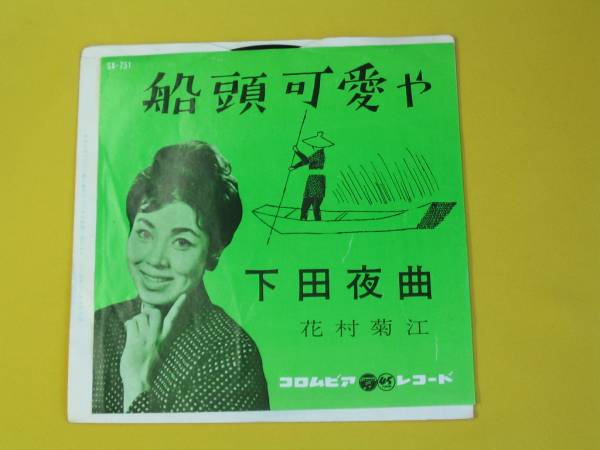 SA-751
船頭可愛や
下田夜曲
花村菊江
コロムビア レコード